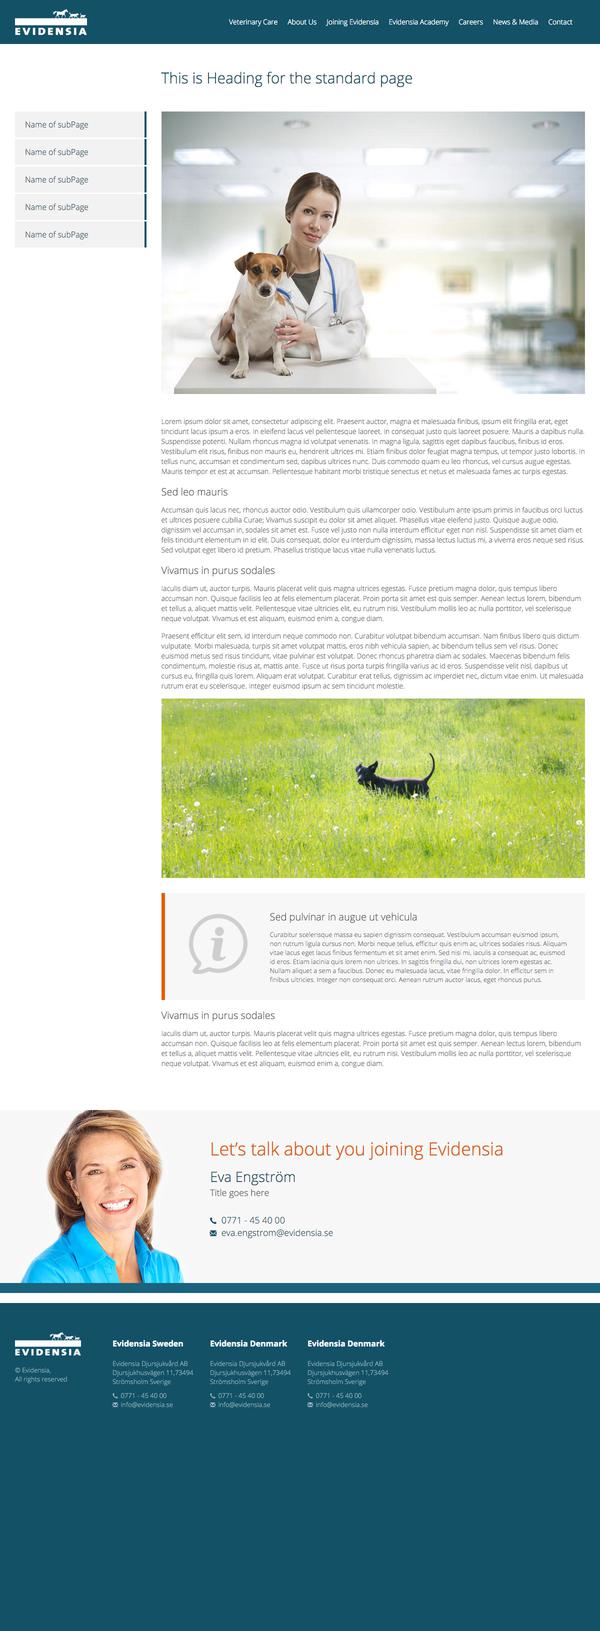 EVIDENSIA
Veterinary Care About Us Joining Evidensia Evidensia Academy Careers News & Media Contact
This is Heading for the standard page
Name of subPage
Name of subPage
Name of subPage
Name of subPage
Name of subPage
Lorem ipsum dolor sit amet, consectetur adipiscing elit. Praesent auctor, magna et malesuada finibus, ipsum elit fringilla erat, eget
tincidunt lacus ipsum a eros. In eleifend lacus vel pellentesque laoreet. In consequat justo quis laoreet posuere. Mauris a dapibus nulla.
Suspendisse potenti. Nullam rhoncus magna id volutpat venenatis. In magna ligula, sagittis eget dapibus faucibus, finibus id eros.
Vestibulum elit risus, finibus non mauris eu, hendrerit ultrices mi. Etiam finibus dolor feugiat magna tempus, ut tempor justo lobortis. In
tellus nunc, accumsan et condimentum sed, dapibus ultrices nunc. Duis commodo quam eu leo rhoncus, vel cursus augue egestas.
Mauris tempor et est at accumsan. Pellentesque habitant morbi tristique senectus et netus et malesuada fames ac turpis egestas.
Sed leo mauris
Accumsan quis lacus nec, rhoncus auctor odio. Vestibulum quis ullamcorper odio. Vestibulum ante ipsum primis in faucibus orci luctus
et ultrices posuere cubilia Curae; Vivamus suscipit eu dolor sit amet aliquet. Phasellus vitae eleifend justo. Quisque augue odio,
dignissim vel accumsan in, sodales sit amet est. Fusce vel justo non nulla interdum efficitur eget non nisl. Suspendisse sit amet diam et
felis tincidunt elementum in id elit. Duis consequat, dolor eu interdum dignissim, massa lectus luctus mi, a viverra eros neque sed risus.
Sed volutpat eget libero id pretium. Phasellus tristique lacus vitae nulla venenatis luctus.
Vivamus in purus sodales
Iaculis diam ut, auctor turpis. Mauris placerat velit quis magna ultrices egestas. Fusce pretium magna dolor, quis tempus libero
accumsan non. Quisque facilisis leo at felis elementum placerat. Proin porta sit amet est quis semper. Aenean lectus lorem, bibendum
et tellus a, aliquet mattis velit. Pellentesque vitae ultricies elit, eu rutrum nisi. Vestibulum mollis leo ac nulla porttitor, vel scelerisque
neque volutpat. Vivamus et est aliquam, euismod enim a, congue diam.
Praesent efficitur elit sem, id interdum neque commodo non. Curabitur volutpat bibendum accumsan. Nam finibus libero quis dictum
vulputate. Morbi malesuada, turpis sit amet volutpat mattis, eros nibh vehicula sapien, ac bibendum tellus sem vel risus. Donec
euismod metus sed risus tincidunt, vitae pulvinar est volutpat. Donec rhoncus pharetra diam ac sodales. Maecenas bibendum felis
condimentum, molestie risus at, mattis ante. Fusce ut risus porta turpis fringilla varius ac id eros. Suspendisse velit nisl, dapibus ut
cursus eu, fringilla quis lorem. Aliquam erat volutpat. Curabitur erat tellus, dignissim ac imperdiet nec, dictum vitae enim. Ut malesuada
rutrum erat eu scelerisque. Integer euismod ipsum ac sem tincidunt molestie.
Sed pulvinar in augue ut vehicula
Curabitur scelerisque massa eu sapien dignissim consequat. Vestibulum accumsan euismod ipsum,
non rutrum ligula cursus non. Morbi neque tellus, efficitur quis enim ac, ultrices sodales risus. Aliquam
vitae lacus eget lacus finibus fermentum et sit amet enim. Sed nisi mi, iaculis a consequat ac, euismod
id eros. Etiam lacinia quis lorem non ultrices. In sagittis fringilla dui, non ultrices lorem egestas ac.
Nullam aliquet a sem a faucibus. Donec eu malesuada lacus, vitae fringilla dolor. In efficitur sem in
finibus ultricies. Integer non consequat orci. Aenean rutrum auctor lacus, eget rhoncus purus.
Vivamus in purus sodales
Iaculis diam ut, auctor turpis. Mauris placerat velit quis magna ultrices egestas. Fusce pretium magna dolor, quis tempus libero
accumsan non. Quisque facilisis leo at felis elementum placerat. Proin porta sit amet est quis semper. Aenean lectus lorem, bibendum
et tellus a, aliquet mattis velit. Pellentesque vitae ultricies elit, eu rutrum nisi. Vestibulum mollis leo ac nulla porttitor, vel scelerisque
neque volutpat. Vivamus et est aliquam, euismod enim a, congue diam.
Let's talk about you joining Evidensia
Eva Engström
Title goes here
0771 - 45 40 00
eva.engstrom@evidensia.se
EVIDENSIA
© Evidensia,
All rights reserved
Evidensia Sweden
Evidensia Djursjukvård AB
Djursjukhusvägen 11,73494
Strömsholm Sverige
0771 - 45 40 00
info@evidensia.se
Evidensia Denmark
Evidensia Djursjukvård AB
Djursjukhusvägen 11,73494
Strömsholm Sverige
0771 - 45 40 00
info@evidensia.se
Evidensia Denmark
Evidensia Djursjukvård AB
Djursjukhusvägen 11,73494
Strömsholm Sverige
0771 - 45 40 00
info@evidensia.se